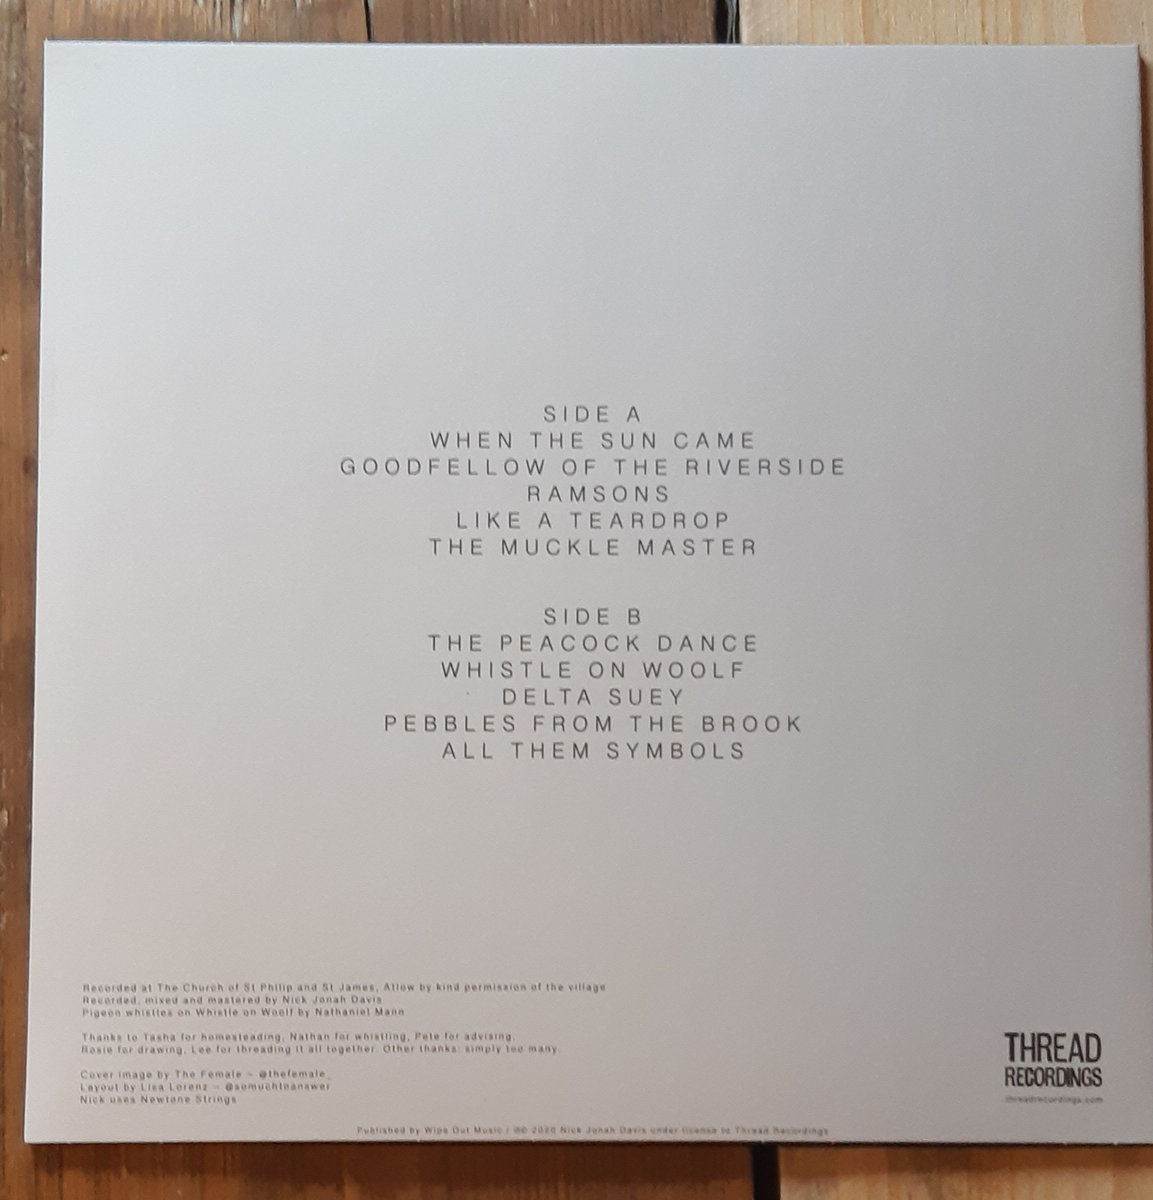 SIDE A
WHEN THE SUN CAME
GOODFELLOW OF THE RIVERSIDE
RAMSONS
LIKE A TEARDROP
THE MUCKLE MASTER
SIDE B
THE PEACOCK DANCE
WHISTLE ON WOOLF
DELTA SUEY
PEBBLES FROM THE BROOK
ALL THEM SYMBOLS
Recorded at The Church of St Philip and St James, Atlow by kind permission of the village
Recorded, mixed and mastered by Nick Jonah Davis
Pigeon whistles on Whistle on Woolf by Nathaniel Mann
Thanks to Tasha for homesteading, Nathan for whistling, Pete for advising,
Rosie for drawing, Lee for threading it all together. Other thanks: simply too many.
Cover image by The Female ~ @thefemale_
Layout by Lisa Lorenz ~ @somuchtoanswer
Nick uses Newtone Strings
THREAD
RECORDINGS
threadrecordings.com
Published by Wipe Out Music / ℗© 2020 Nick Jonah Davis under license to Thread Recordings